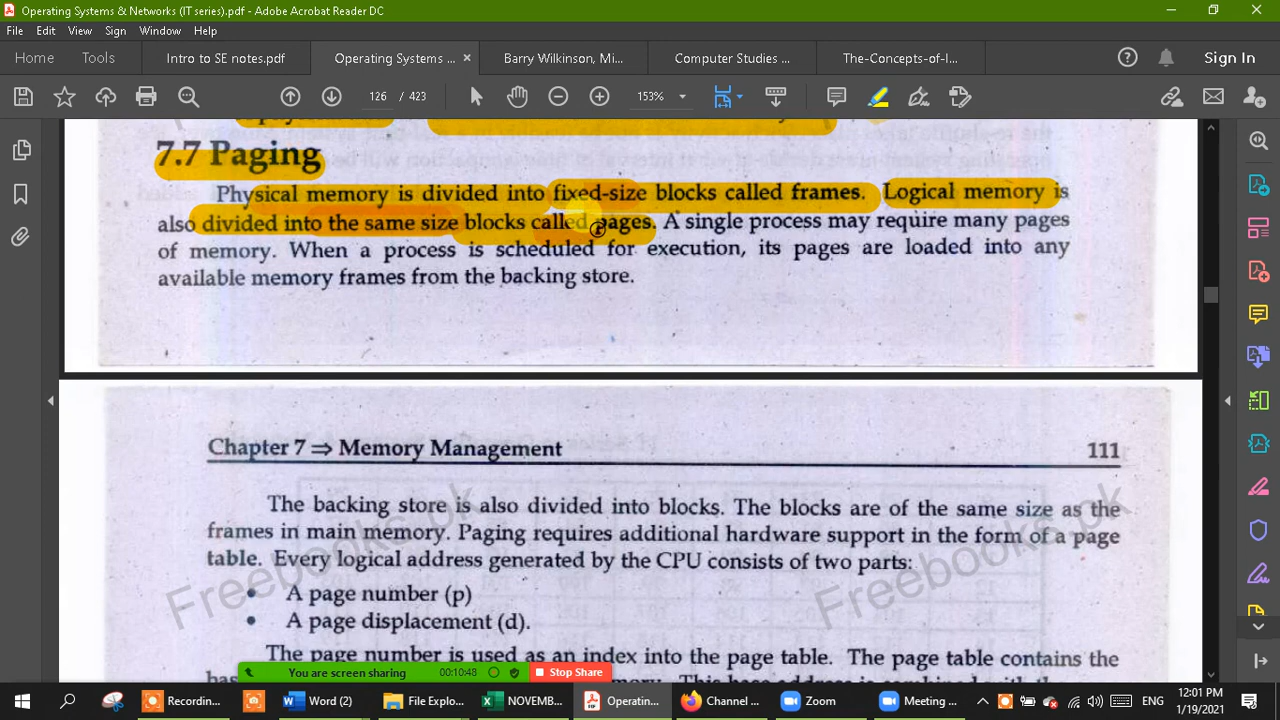 Operating Systems & Networks (IT series).pdf - Adobe Acrobat Reader DC
File Edit View Sign Window Help
Home Tools Intro to SE notes.pdf Operating Systems ... × Barry Wilkinson, Mi... Computer Studies ... The-Concepts-of-I... Sign In
126 / 423 153%
7.7 Paging
Physical memory is divided into fixed-size blocks called frames. Logical memory is
also divided into the same size blocks called pages. A single process may require many pages
of memory. When a process is scheduled for execution, its pages are loaded into any
available memory frames from the backing store.
Chapter 7 ⇒ Memory Management 111
The backing store is also divided into blocks. The blocks are of the same size as the
frames in main memory. Paging requires additional hardware support in the form of a page
table. Every logical address generated by the CPU consists of two parts:
• A page number (p)
• A page displacement (d).
Freebooks.pk Freebooks.pk
The page number is used as an index into the page table. The page table contains the
You are screen sharing 00:10:48 Stop Share
Recordin... Word (2) File Explo... NOVEMB... Operatin... Channel ... Zoom Meeting ... ENG 12:01 PM
1/19/2021